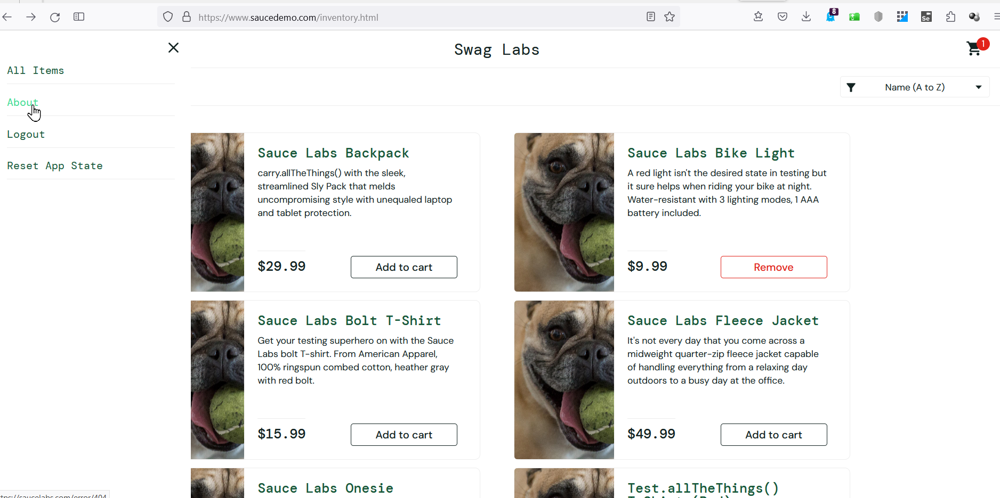 https://www.saucedemo.com/inventory.html
8
Se
Swag Labs
1
All Items
About
Logout
Reset App State
Name (A to Z)
Sauce Labs Backpack
carry.allTheThings() with the sleek,
streamlined Sly Pack that melds
uncompromising style with unequaled laptop
and tablet protection.
$29.99
Add to cart
Sauce Labs Bike Light
A red light isn't the desired state in testing but
it sure helps when riding your bike at night.
Water-resistant with 3 lighting modes, 1 AAA
battery included.
$9.99
Remove
Sauce Labs Bolt T-Shirt
Get your testing superhero on with the Sauce
Labs bolt T-shirt. From American Apparel,
100% ringspun combed cotton, heather gray
with red bolt.
$15.99
Add to cart
Sauce Labs Fleece Jacket
It's not every day that you come across a
midweight quarter-zip fleece jacket capable
of handling everything from a relaxing day
outdoors to a busy day at the office.
$49.99
Add to cart
Sauce Labs Onesie
Test.allTheThings()
T-Shirt (Red)
tps://saucelabs.com/error/404